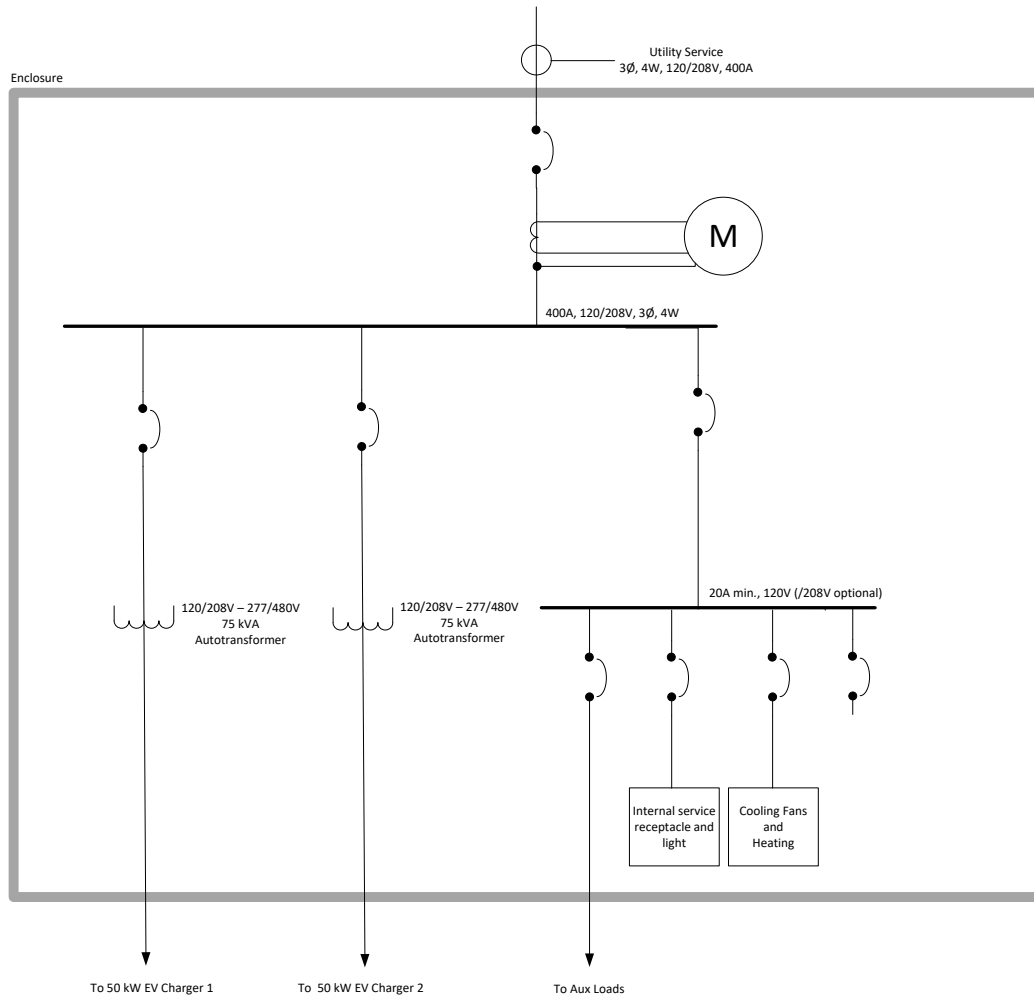 Utility Service
3Ø, 4W, 120/208V, 400A
Enclosure
M
400A, 120/208V, 3Ø, 4W
120/208V – 277/480V
75 kVA
Autotransformer
120/208V – 277/480V
75 kVA
Autotransformer
20A min., 120V (/208V optional)
Internal service
receptacle and
light
Cooling Fans
and
Heating
To 50 kW EV Charger 1
To  50 kW EV Charger 2
To Aux Loads